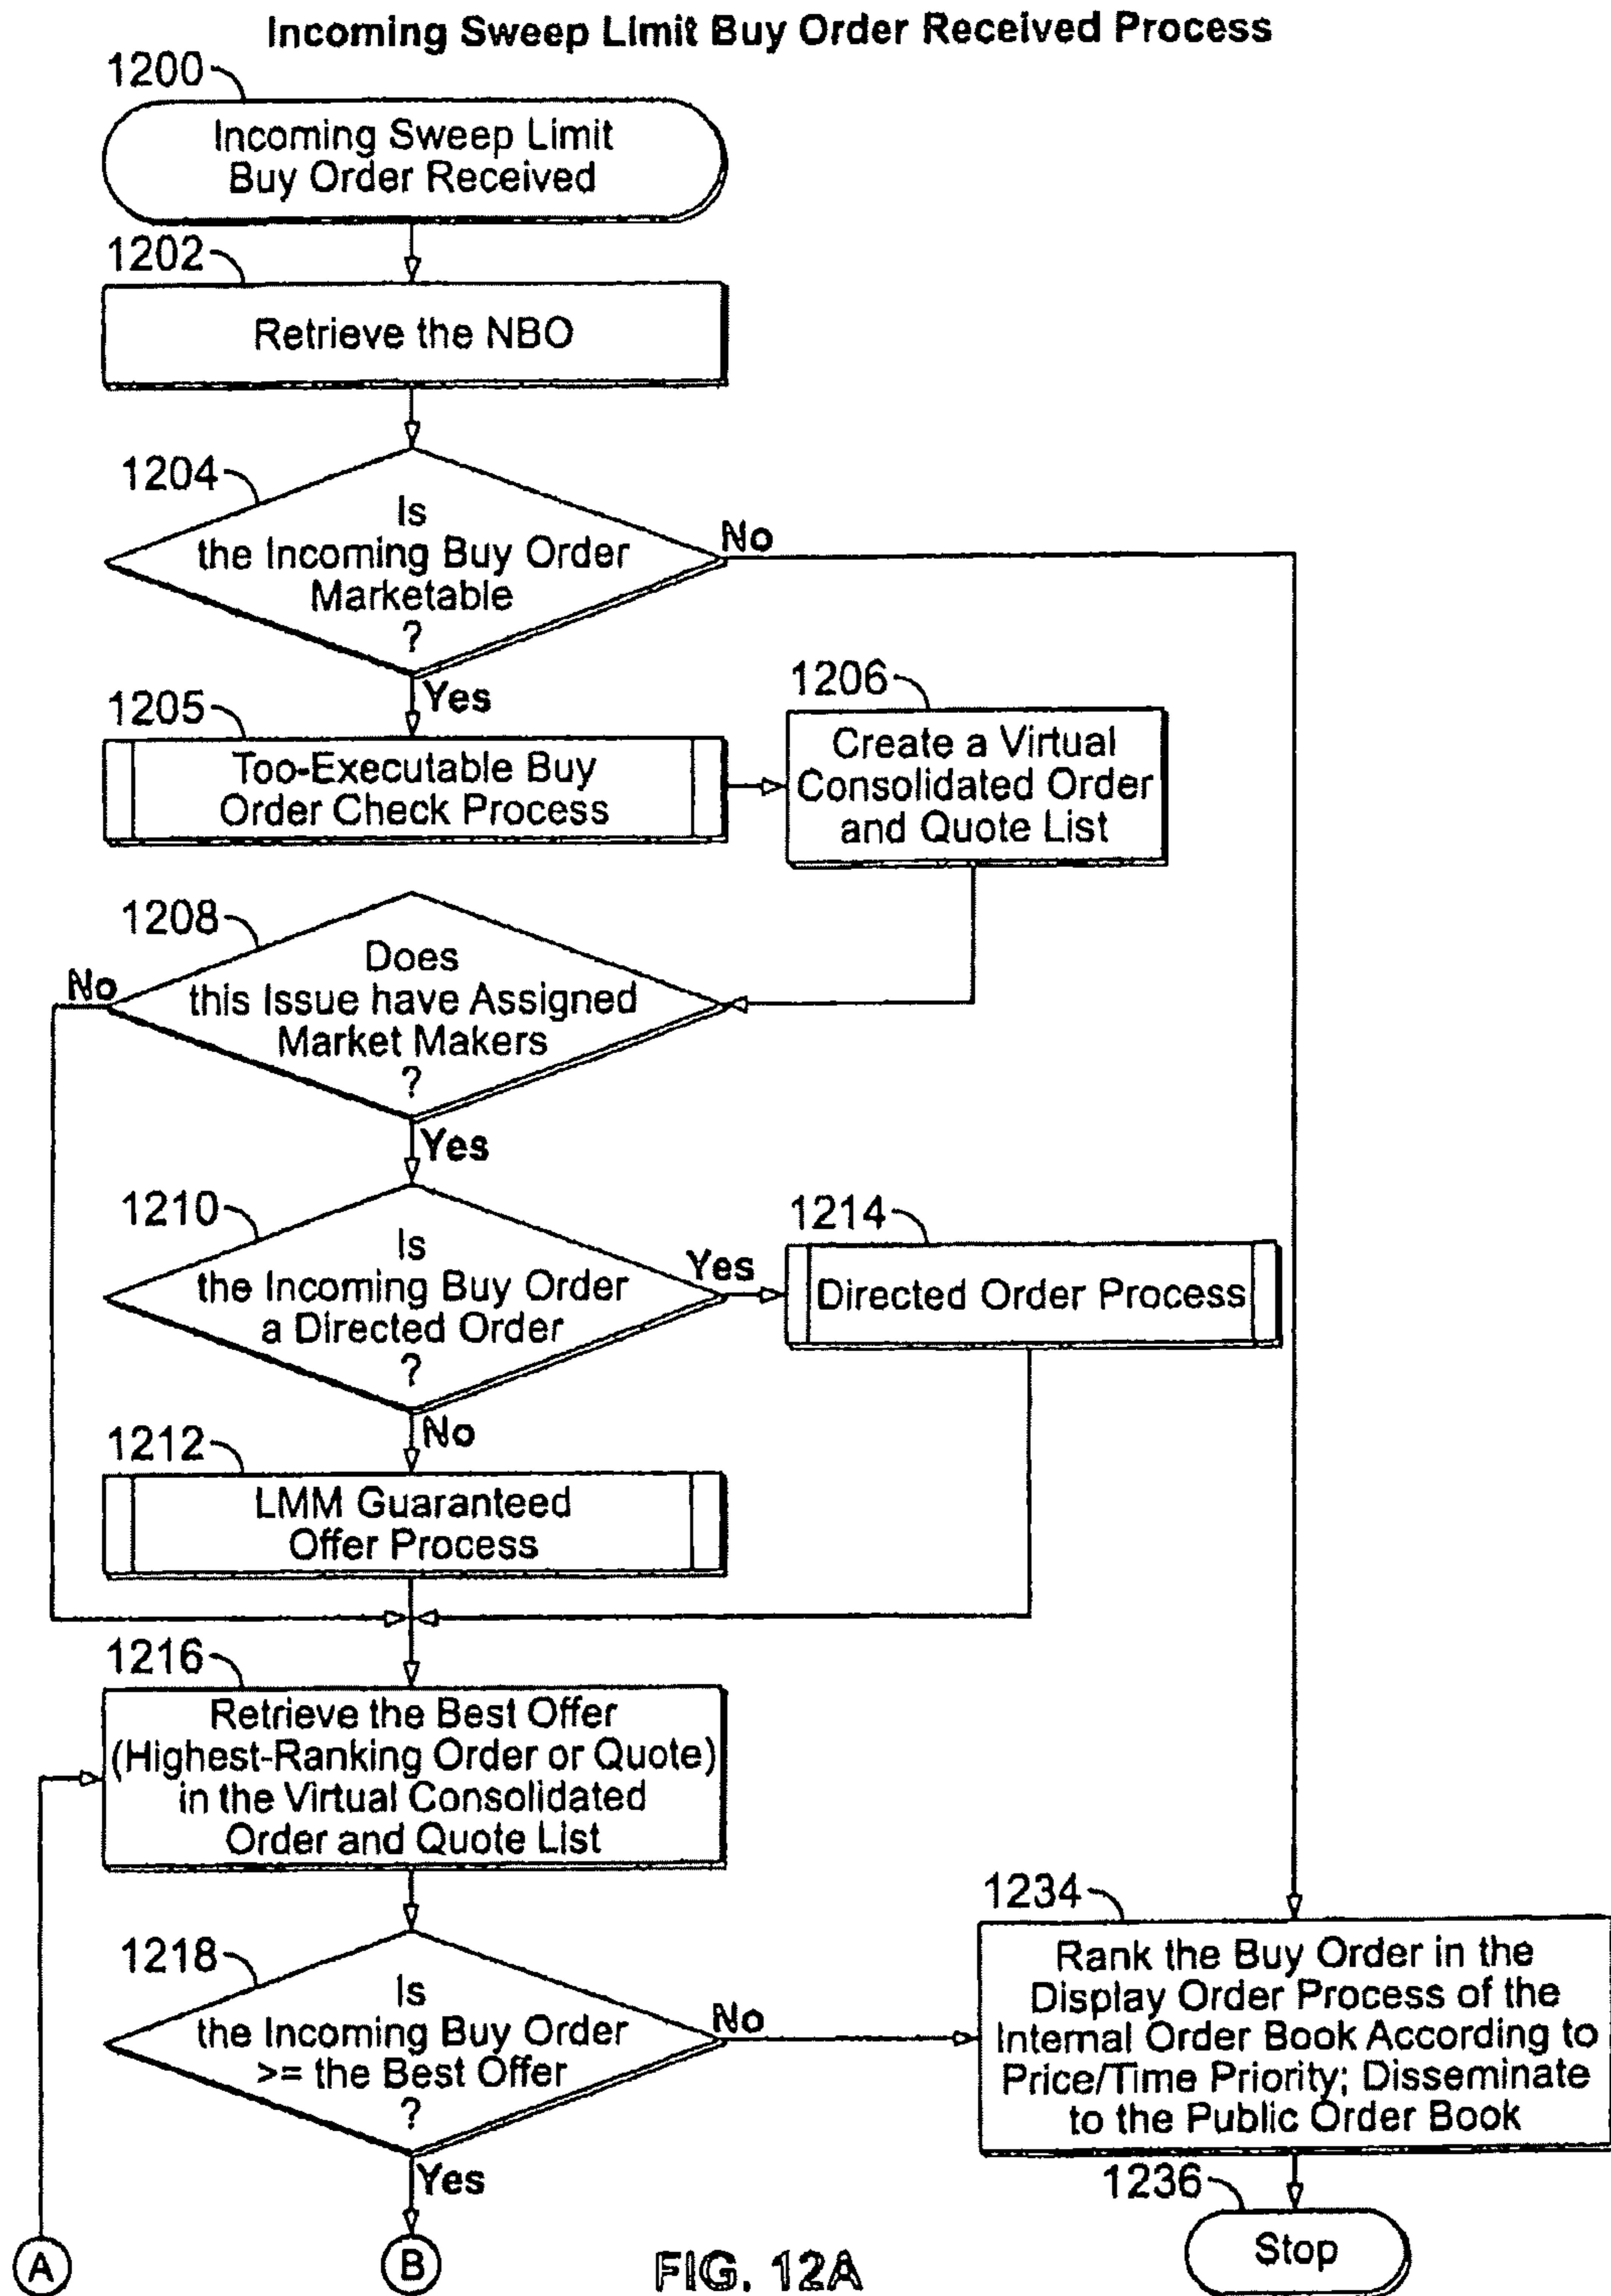 Incoming Sweep Limit Buy Order Received Process
1200
Incoming Sweep Limit
Buy Order Received
1202
Retrieve the NBO
1204
Is
the Incoming Buy Order
Marketable
?
No
Yes
1205
Too-Executable Buy
Order Check Process
1206
Create a Virtual
Consolidated Order
and Quote List
1208
Does
this Issue have Assigned
Market Makers
?
No
Yes
1210
Is
the Incoming Buy Order
a Directed Order
?
Yes
1214
Directed Order Process
No
1212
LMM Guaranteed
Offer Process
1216
Retrieve the Best Offer
(Highest-Ranking Order or Quote)
in the Virtual Consolidated
Order and Quote List
1218
Is
the Incoming Buy Order
>= the Best Offer
?
No
Yes
1234
Rank the Buy Order in the
Display Order Process of the
Internal Order Book According to
Price/Time Priority; Disseminate
to the Public Order Book
1236
Stop
A
B
FIG. 12A